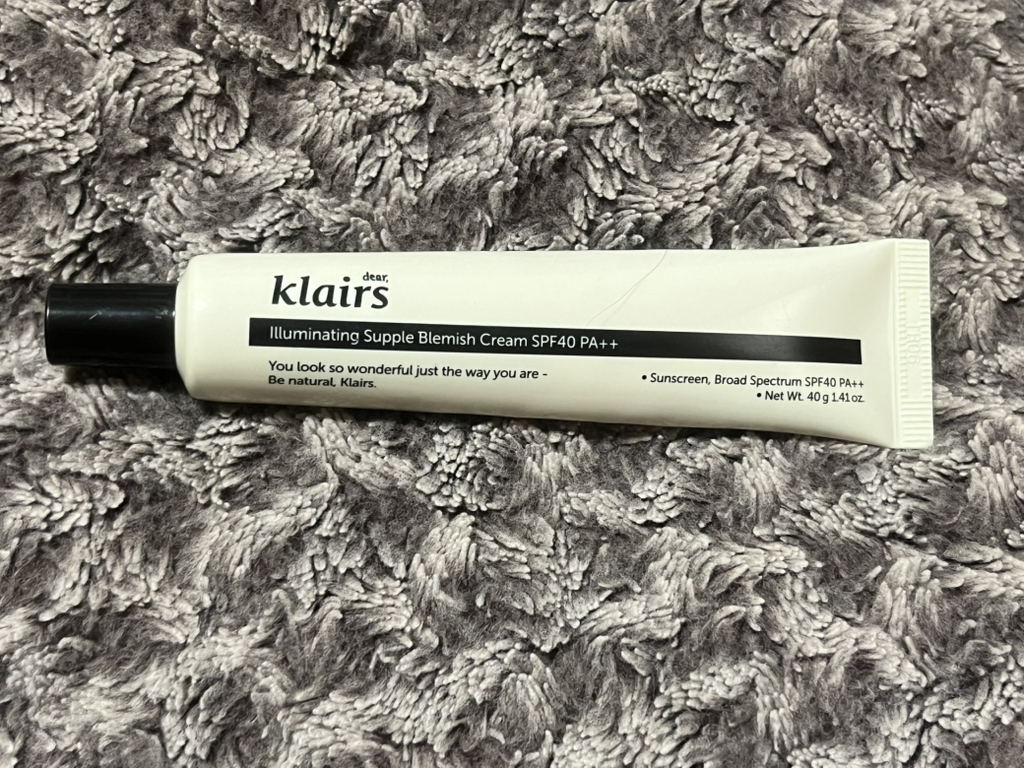 dear,
klairs
Illuminating Supple Blemish Cream SPF40 PA++
You look so wonderful just the way you are -
Be natural, Klairs.
• Sunscreen, Broad Spectrum SPF40 PA++
• Net Wt. 40 g 1.41 oz.